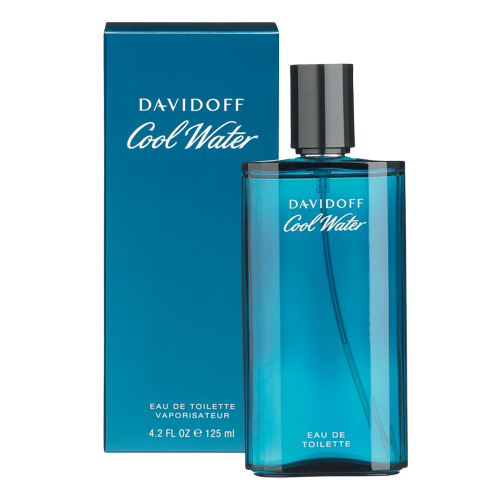 DAVIDOFF
Cool Water
EAU DE TOILETTE
VAPORISATEUR
4.2 FL OZ ℮ 125 ml
DAVIDOFF
Cool Water
EAU DE
TOILETTE